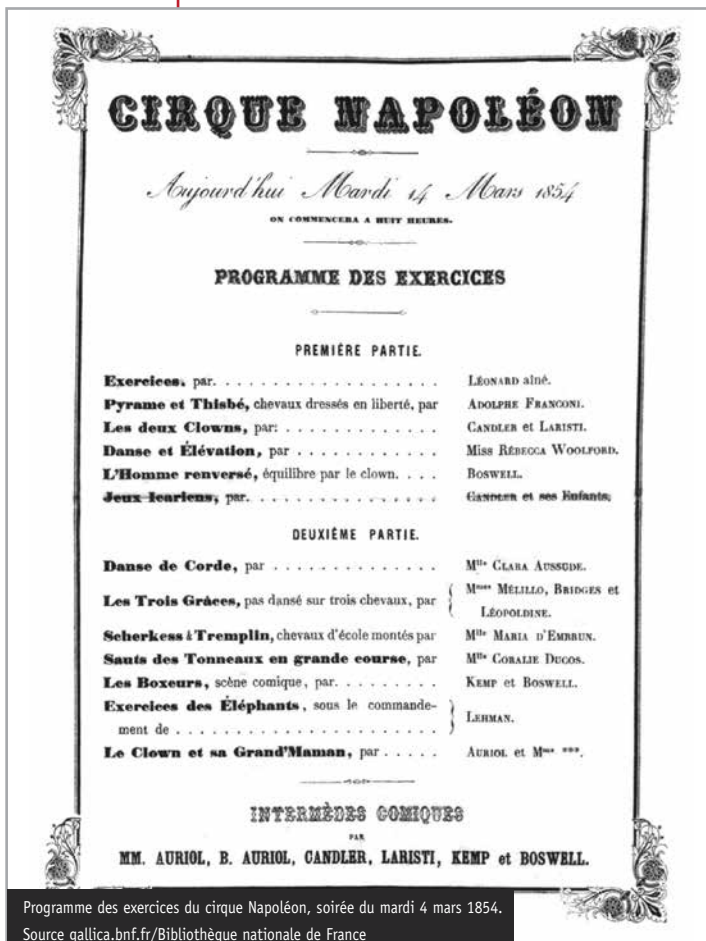 CIRQUE NAPOLÉON
Aujourd'hui Mardi 14 Mars 1854
ON COMMENCERA A HUIT HEURES.
PROGRAMME DES EXERCICES
PREMIÈRE PARTIE.
Exercices, par. . . . . . . . . . . . . . . . . . . LÉONARD aîné.
Pyrame et Thisbé, chevaux dressés en liberté, par ADOLPHE FRANCONI.
Les deux Clowns, par: . . . . . . . . . . . . . CANDLER et LARISTI.
Danse et Élévation, par . . . . . . . . . . . . Miss RÉBECCA WOOLFORD.
L'Homme renversé, équilibre par le clown. . . . BOSWELL.
Jeux Icariens, par. . . . . . . . . . . . . . . . CANDLER et ses Enfants.
DEUXIÈME PARTIE.
Danse de Corde, par . . . . . . . . . . . . . . Mlle CLARA AUSSUDE.
Les Trois Grâces, pas dansé sur trois chevaux, par { Mmes MÉLILLO, BRIDGES et
LÉOPOLDINE.
Scherkess & Tremplin, chevaux d'école montés par Mlle MARIA D'EMBRUN.
Sauts des Tonneaux en grande course, par Mlle CORALIE DUCOS.
Les Boxeurs, scène comique, par. . . . . . . . . KEMP et BOSWELL.
Exercices des Éléphants, sous le commande-
ment de . . . . . . . . . . . . . . . . . . . } LEHMAN.
Le Clown et sa Grand'Maman, par . . . . . AURIOL et Mme ***.
INTERMÈDES COMIQUES
PAR
MM. AURIOL, B. AURIOL, CANDLER, LARISTI, KEMP et BOSWELL.
Programme des exercices du cirque Napoléon, soirée du mardi 4 mars 1854.
Source gallica.bnf.fr/Bibliothèque nationale de France